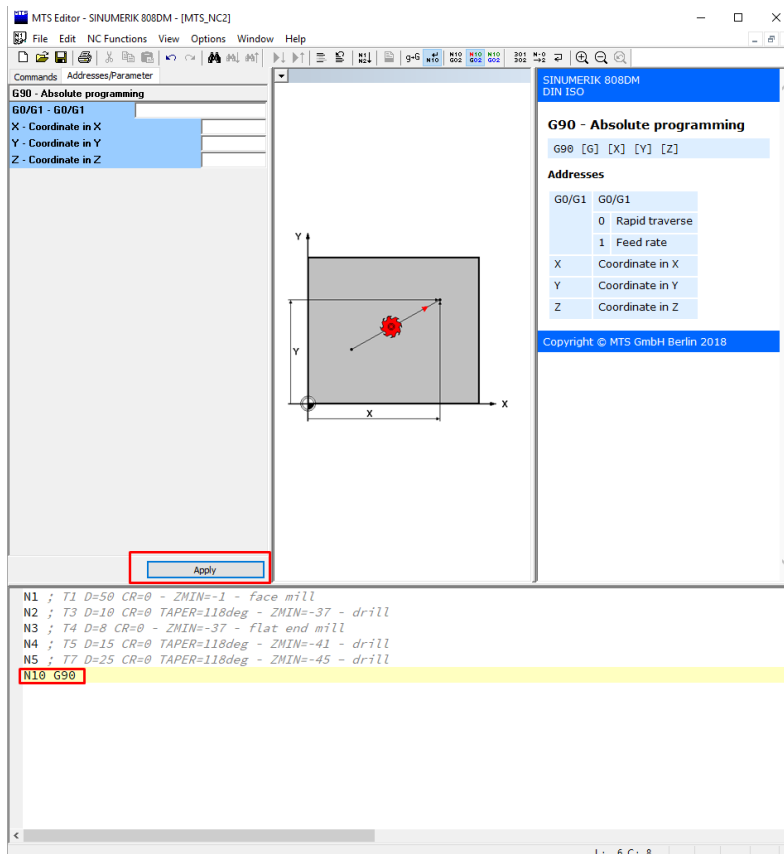 MTS Editor - SINUMERIK 808DM - [MTS_NC2]
File Edit NC Functions View Options Window Help
Commands Addresses/Parameter
G90 - Absolute programming
G0/G1 - G0/G1
X - Coordinate in X
Y - Coordinate in Y
Z - Coordinate in Z
Apply
Y
Y
X
X
SINUMERIK 808DM
DIN ISO
G90 - Absolute programming
G90 [G] [X] [Y] [Z]
Addresses
G0/G1 G0/G1
0 Rapid traverse
1 Feed rate
X Coordinate in X
Y Coordinate in Y
Z Coordinate in Z
Copyright © MTS GmbH Berlin 2018
N1 ; T1 D=50 CR=0 - ZMIN=-1 - face mill
N2 ; T3 D=10 CR=0 TAPER=118deg - ZMIN=-37 - drill
N3 ; T4 D=8 CR=0 - ZMIN=-37 - flat end mill
N4 ; T5 D=15 CR=0 TAPER=118deg - ZMIN=-41 - drill
N5 ; T7 D=25 CR=0 TAPER=118deg - ZMIN=-45 - drill
N10 G90